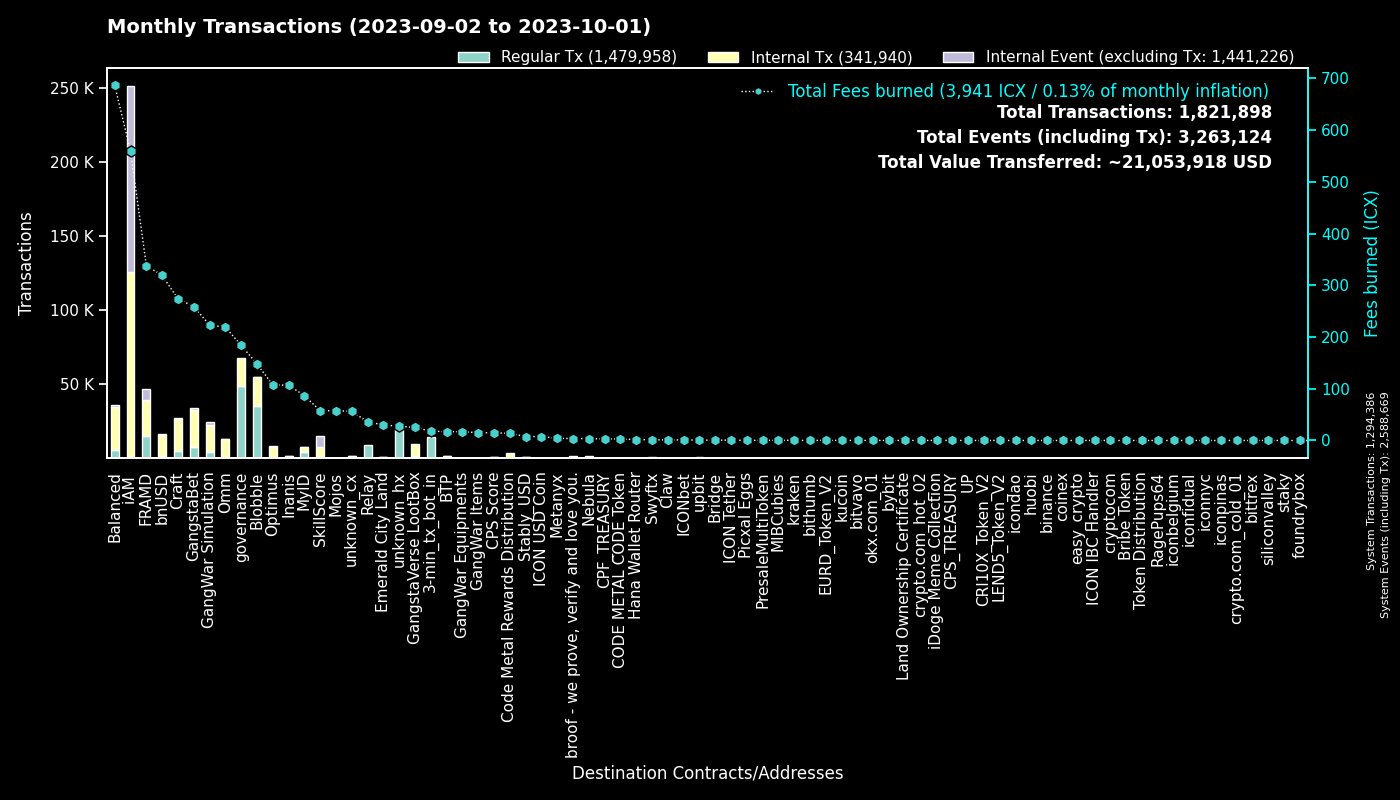 Monthly Transactions (2023-09-02 to 2023-10-01)
Regular Tx (1,479,958)
Internal Tx (341,940)
Internal Event (excluding Tx: 1,441,226)
Total Fees burned (3,941 ICX / 0.13% of monthly inflation)
Total Transactions: 1,821,898
Total Events (including Tx): 3,263,124
Total Value Transferred: ~21,053,918 USD
Transactions
250 K
200 K
150 K
100 K
50 K
700
600
500
400
300
200
100
0
Fees burned (ICX)
System Transactions: 1,294,386
System Events (including Tx): 2,588,669
Balanced
IAM
FRAMD
bnUSD
Craft
GangstaBet
GangWar Simulation
Omm
governance
Blobble
Optimus
Inanis
MyID
SkillScore
Mojos
unknown_cx
Relay
Emerald City Land
unknown_hx
GangstaVerse LootBox
3-min_tx_bot_in
BTP
GangWar Equipments
GangWar Items
CPS Score
Code Metal Rewards Distribution
Stably_USD
ICON USD Coin
Metanyx
broof - we prove, verify and love you.
Nebula
CPF_TREASURY
CODE METAL_CODE Token
Hana Wallet Router
Swyftx
Claw
ICONbet
upbit
Bridge
ICON Tether
Picxal Eggs
PresaleMultiToken
MIBCubies
kraken
bithumb
EURD_Token_V2
kucoin
bitvavo
okx.com_01
bybit
Land Ownership Certificate
crypto.com_hot_02
iDoge Meme Collection
CPS_TREASURY
UP
CRI10X_Token_V2
LEND5_Token_V2
icondao
huobi
binance
coinex
easy_crypto
ICON IBC Handler
cryptocom
Bribe Token
Token Distribution
RagePups64
iconbelgium
iconfidual
iconnyc
iconpinas
crypto.com_cold_01
bittrex
siliconvalley
staky
foundrybox
Destination Contracts/Addresses